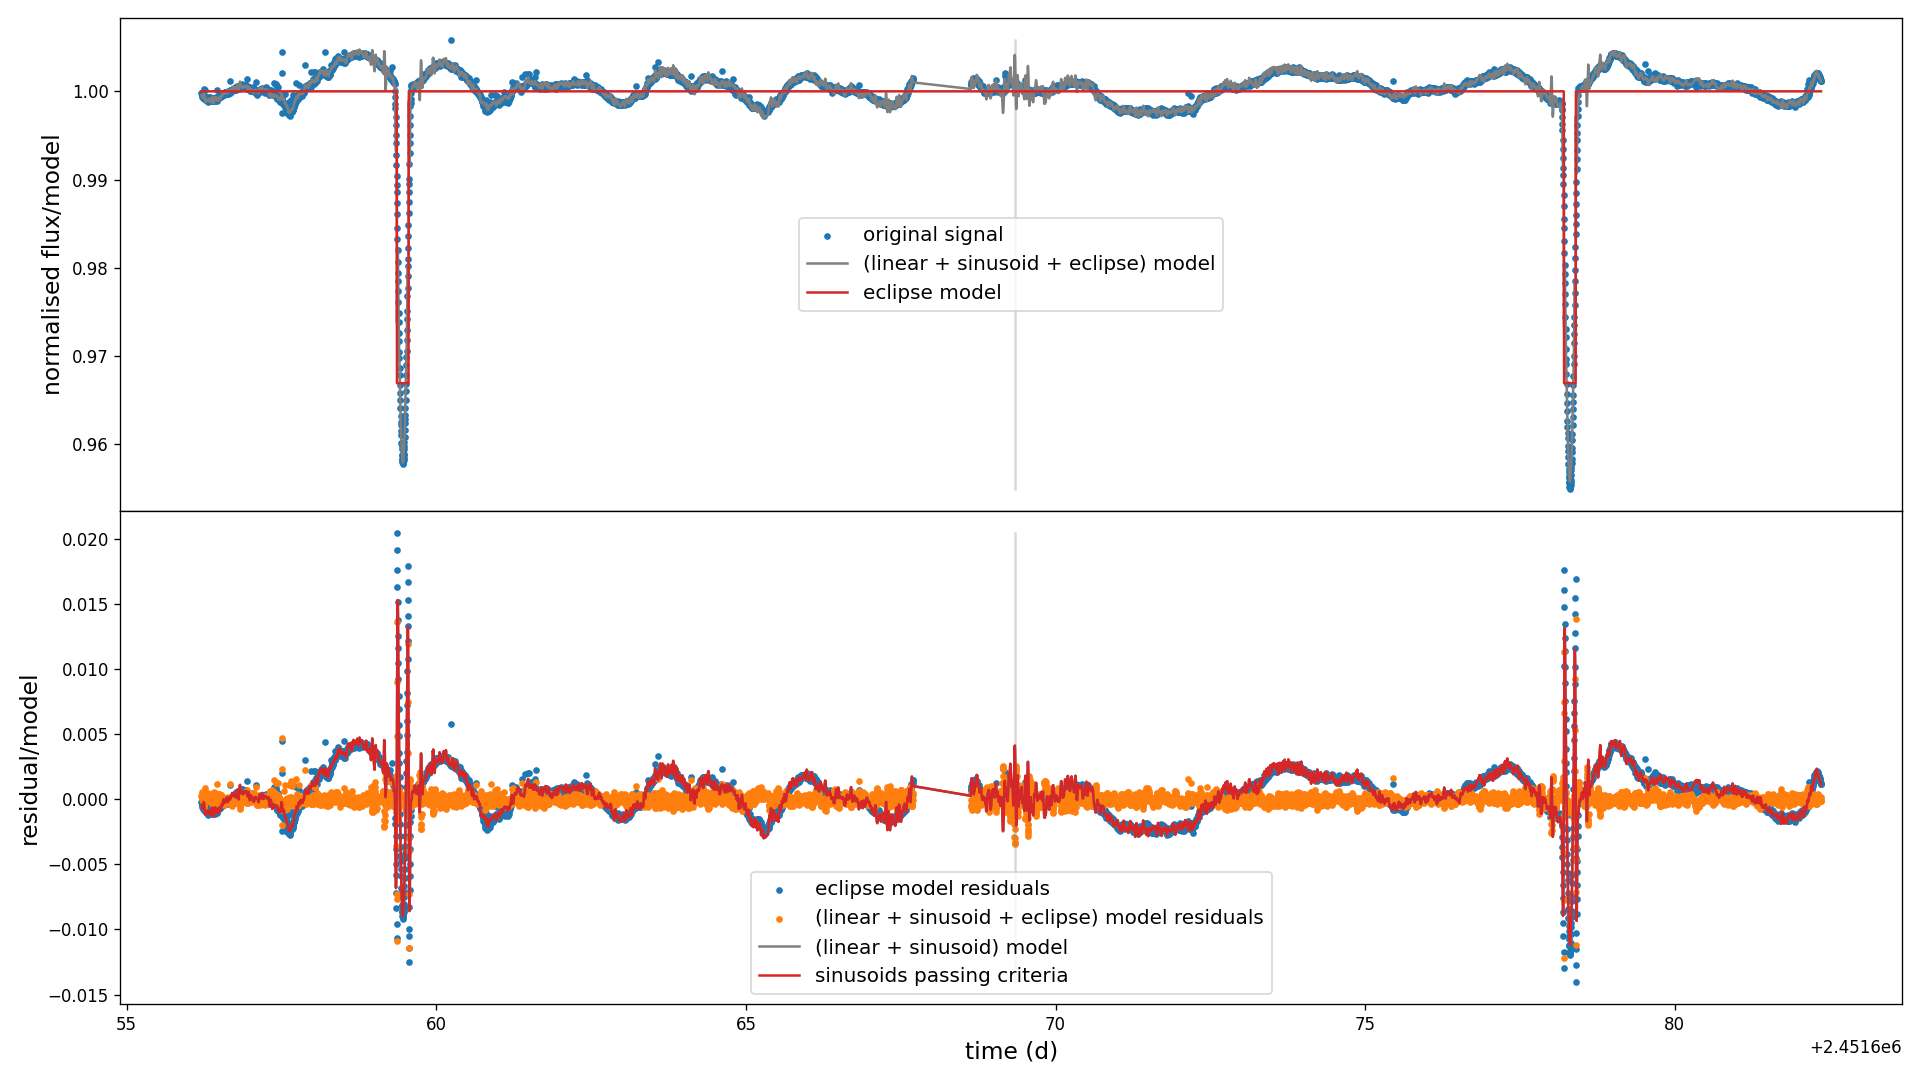 1.00
0.99
0.98
0.97
0.96
normalised flux/model
original signal
(linear + sinusoid + eclipse) model
eclipse model
0.020
0.015
0.010
0.005
0.000
−0.005
−0.010
−0.015
residual/model
eclipse model residuals
(linear + sinusoid + eclipse) model residuals
(linear + sinusoid) model
sinusoids passing criteria
55 60 65 70 75 80
time (d)
+2.4516e6